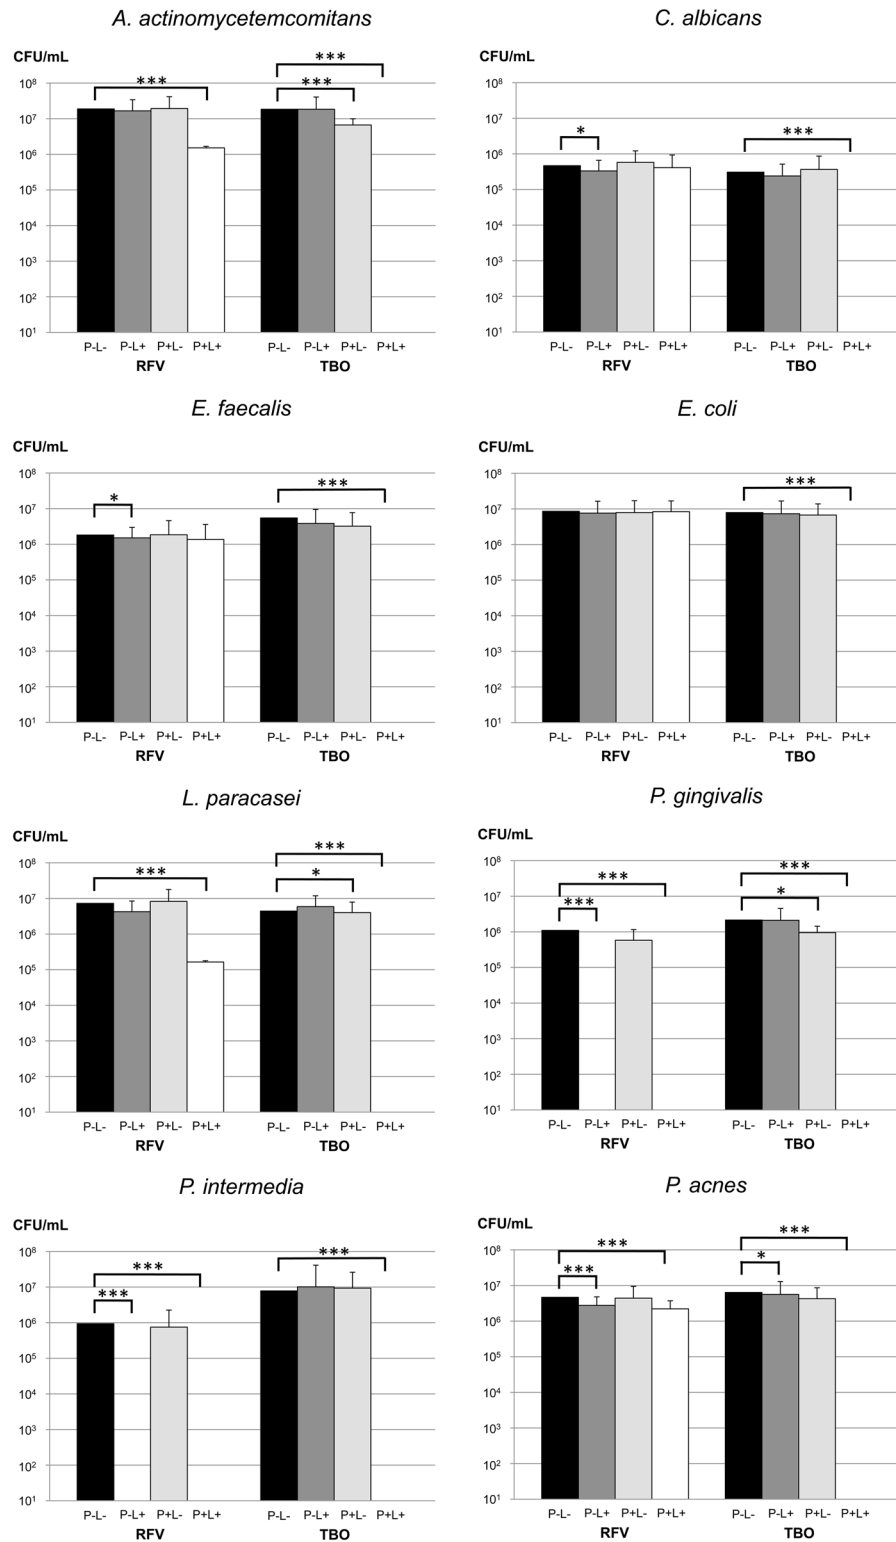 A. actinomycetemcomitans
CFU/mL
10⁸
10⁷
10⁶
10⁵
10⁴
10³
10²
10¹
***
***
***
P-L- P-L+ P+L- P+L+ P-L- P-L+ P+L- P+L+
RFV TBO
C. albicans
CFU/mL
10⁸
10⁷
10⁶
10⁵
10⁴
10³
10²
10¹
*
***
P-L- P-L+ P+L- P+L+ P-L- P-L+ P+L- P+L+
RFV TBO
E. faecalis
CFU/mL
10⁸
10⁷
10⁶
10⁵
10⁴
10³
10²
10¹
*
***
P-L- P-L+ P+L- P+L+ P-L- P-L+ P+L- P+L+
RFV TBO
E. coli
CFU/mL
10⁸
10⁷
10⁶
10⁵
10⁴
10³
10²
10¹
***
P-L- P-L+ P+L- P+L+ P-L- P-L+ P+L- P+L+
RFV TBO
L. paracasei
CFU/mL
10⁸
10⁷
10⁶
10⁵
10⁴
10³
10²
10¹
***
***
*
P-L- P-L+ P+L- P+L+ P-L- P-L+ P+L- P+L+
RFV TBO
P. gingivalis
CFU/mL
10⁸
10⁷
10⁶
10⁵
10⁴
10³
10²
10¹
***
***
***
*
P-L- P-L+ P+L- P+L+ P-L- P-L+ P+L- P+L+
RFV TBO
P. intermedia
CFU/mL
10⁸
10⁷
10⁶
10⁵
10⁴
10³
10²
10¹
***
***
***
P-L- P-L+ P+L- P+L+ P-L- P-L+ P+L- P+L+
RFV TBO
P. acnes
CFU/mL
10⁸
10⁷
10⁶
10⁵
10⁴
10³
10²
10¹
***
***
***
*
P-L- P-L+ P+L- P+L+ P-L- P-L+ P+L- P+L+
RFV TBO